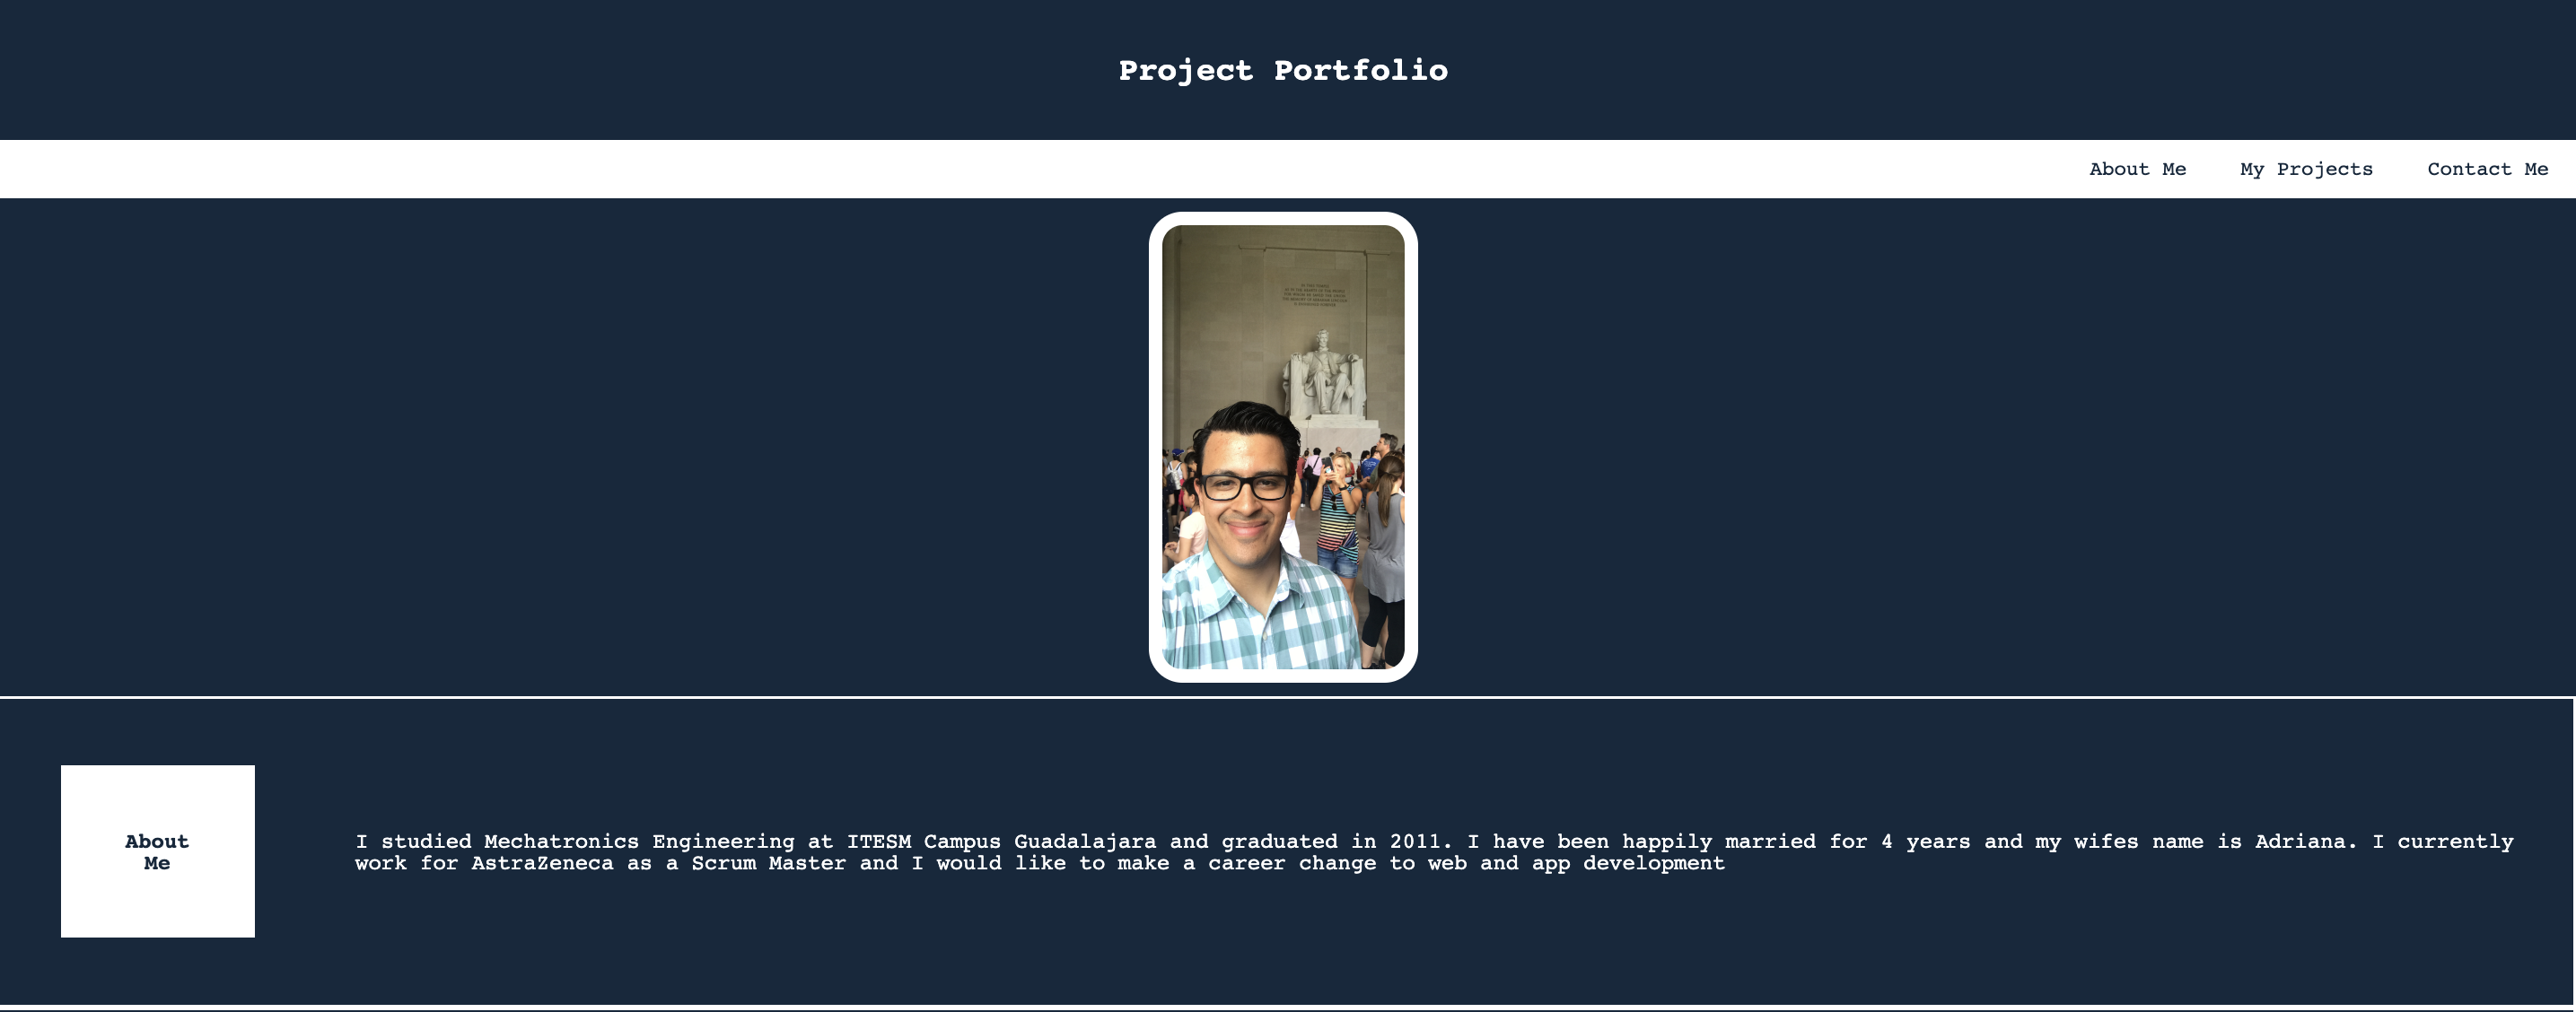 Project Portfolio
About Me
My Projects
Contact Me
About
Me
I studied Mechatronics Engineering at ITESM Campus Guadalajara and graduated in 2011. I have been happily married for 4 years and my wifes name is Adriana. I currently
work for AstraZeneca as a Scrum Master and I would like to make a career change to web and app development